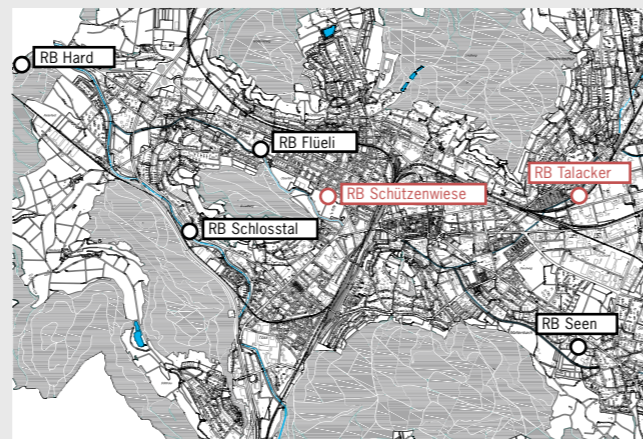 RB Hard
RB Flüeli
RB Talacker
RB Schützenwiese
RB Schlosstal
RB Seen